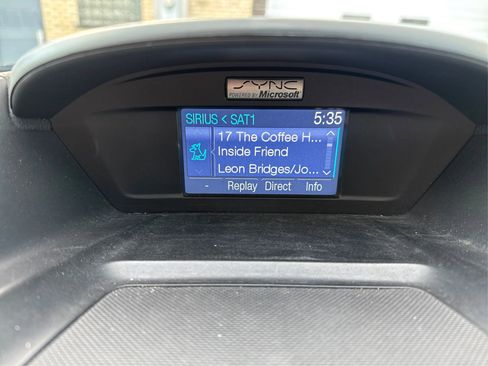 SYNC
POWERED BY Microsoft
SIRIUS < SAT1 5:35
17 The Coffee H...
Inside Friend
Leon Bridges/Jo...
- Replay Direct Info